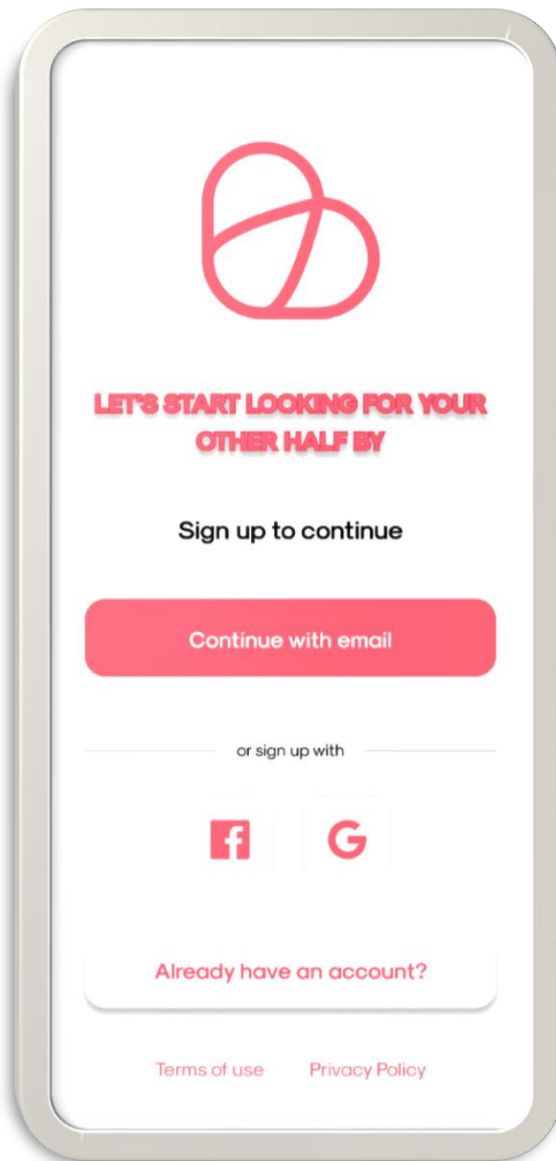 LET'S START LOOKING FOR YOUR
OTHER HALF BY
Sign up to continue
Continue with email
or sign up with
Already have an account?
Terms of use Privacy Policy